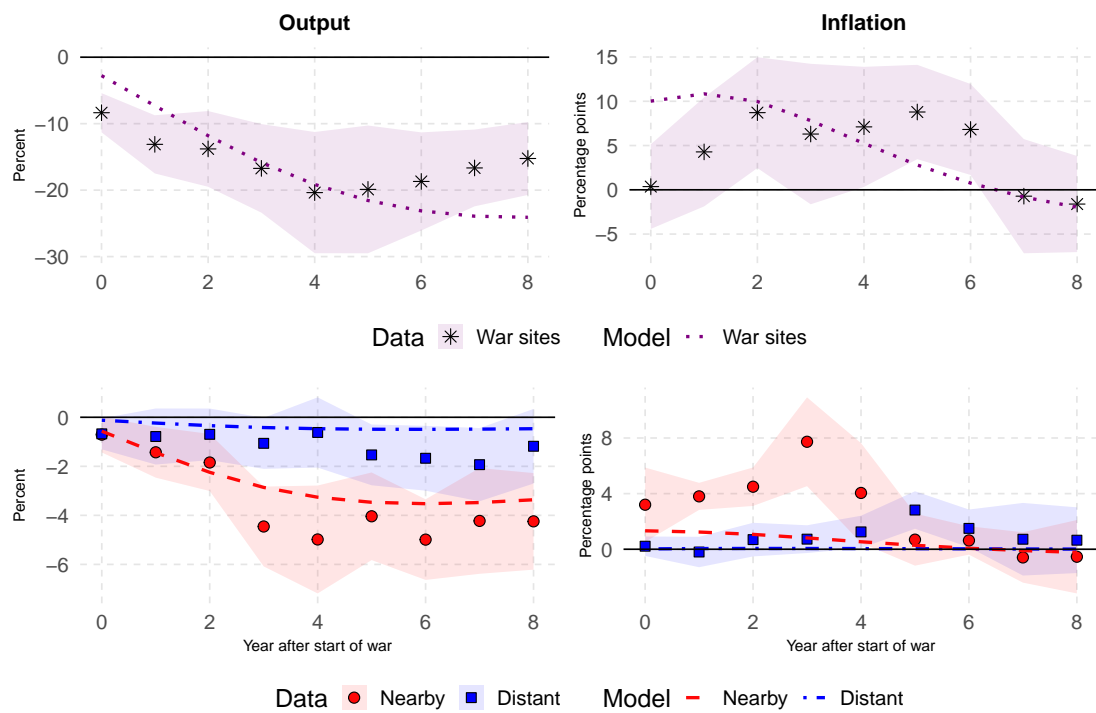 Output
Inflation
Percent
−0
−10
−20
−30
0 2 4 6 8
Percentage points
15
10
5
0
−5
0 2 4 6 8
Data War sites Model War sites
Percent
0
−2
−4
−6
0 2 4 6 8
Year after start of war
Percentage points
8
4
0
0 2 4 6 8
Year after start of war
Data Nearby Distant Model Nearby Distant